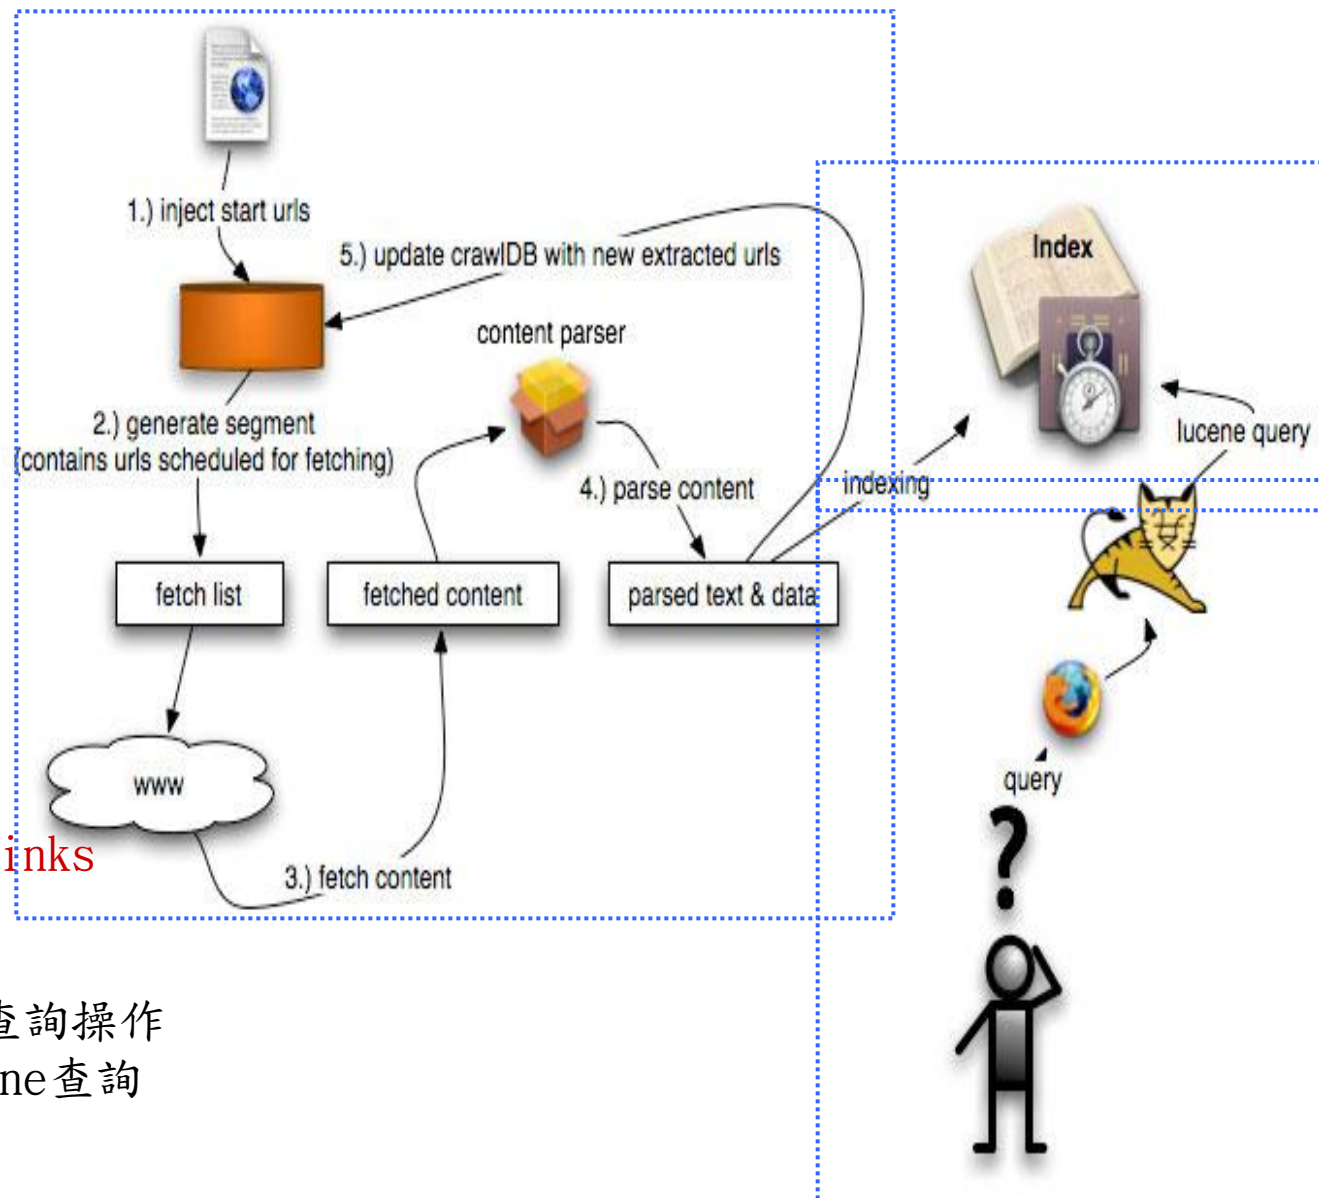 1.) inject start urls
5.) update crawlDB with new extracted urls
Index
content parser
2.) generate segment
(contains urls scheduled for fetching)
lucene query
4.) parse content
indexing
fetch list
fetched content
parsed text & data
www
query
?
inks
3.) fetch content
查詢操作
ne查詢